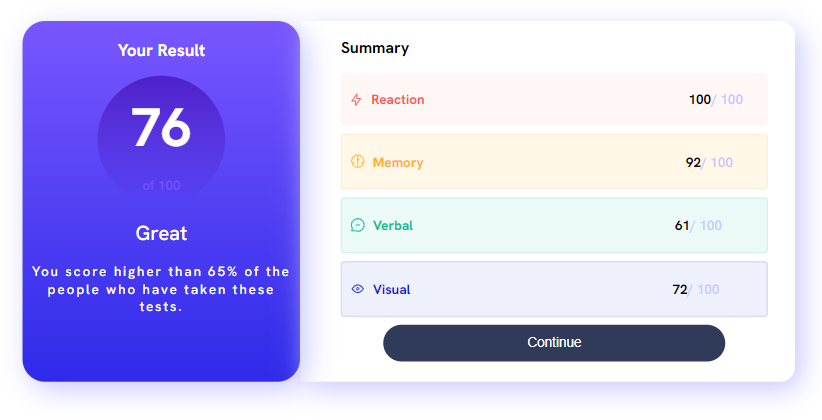 Your Result
76
of 100
Great
You score higher than 65% of the
people who have taken these
tests.
Summary
Reaction 100/ 100
Memory 92/ 100
Verbal 61/ 100
Visual 72/ 100
Continue